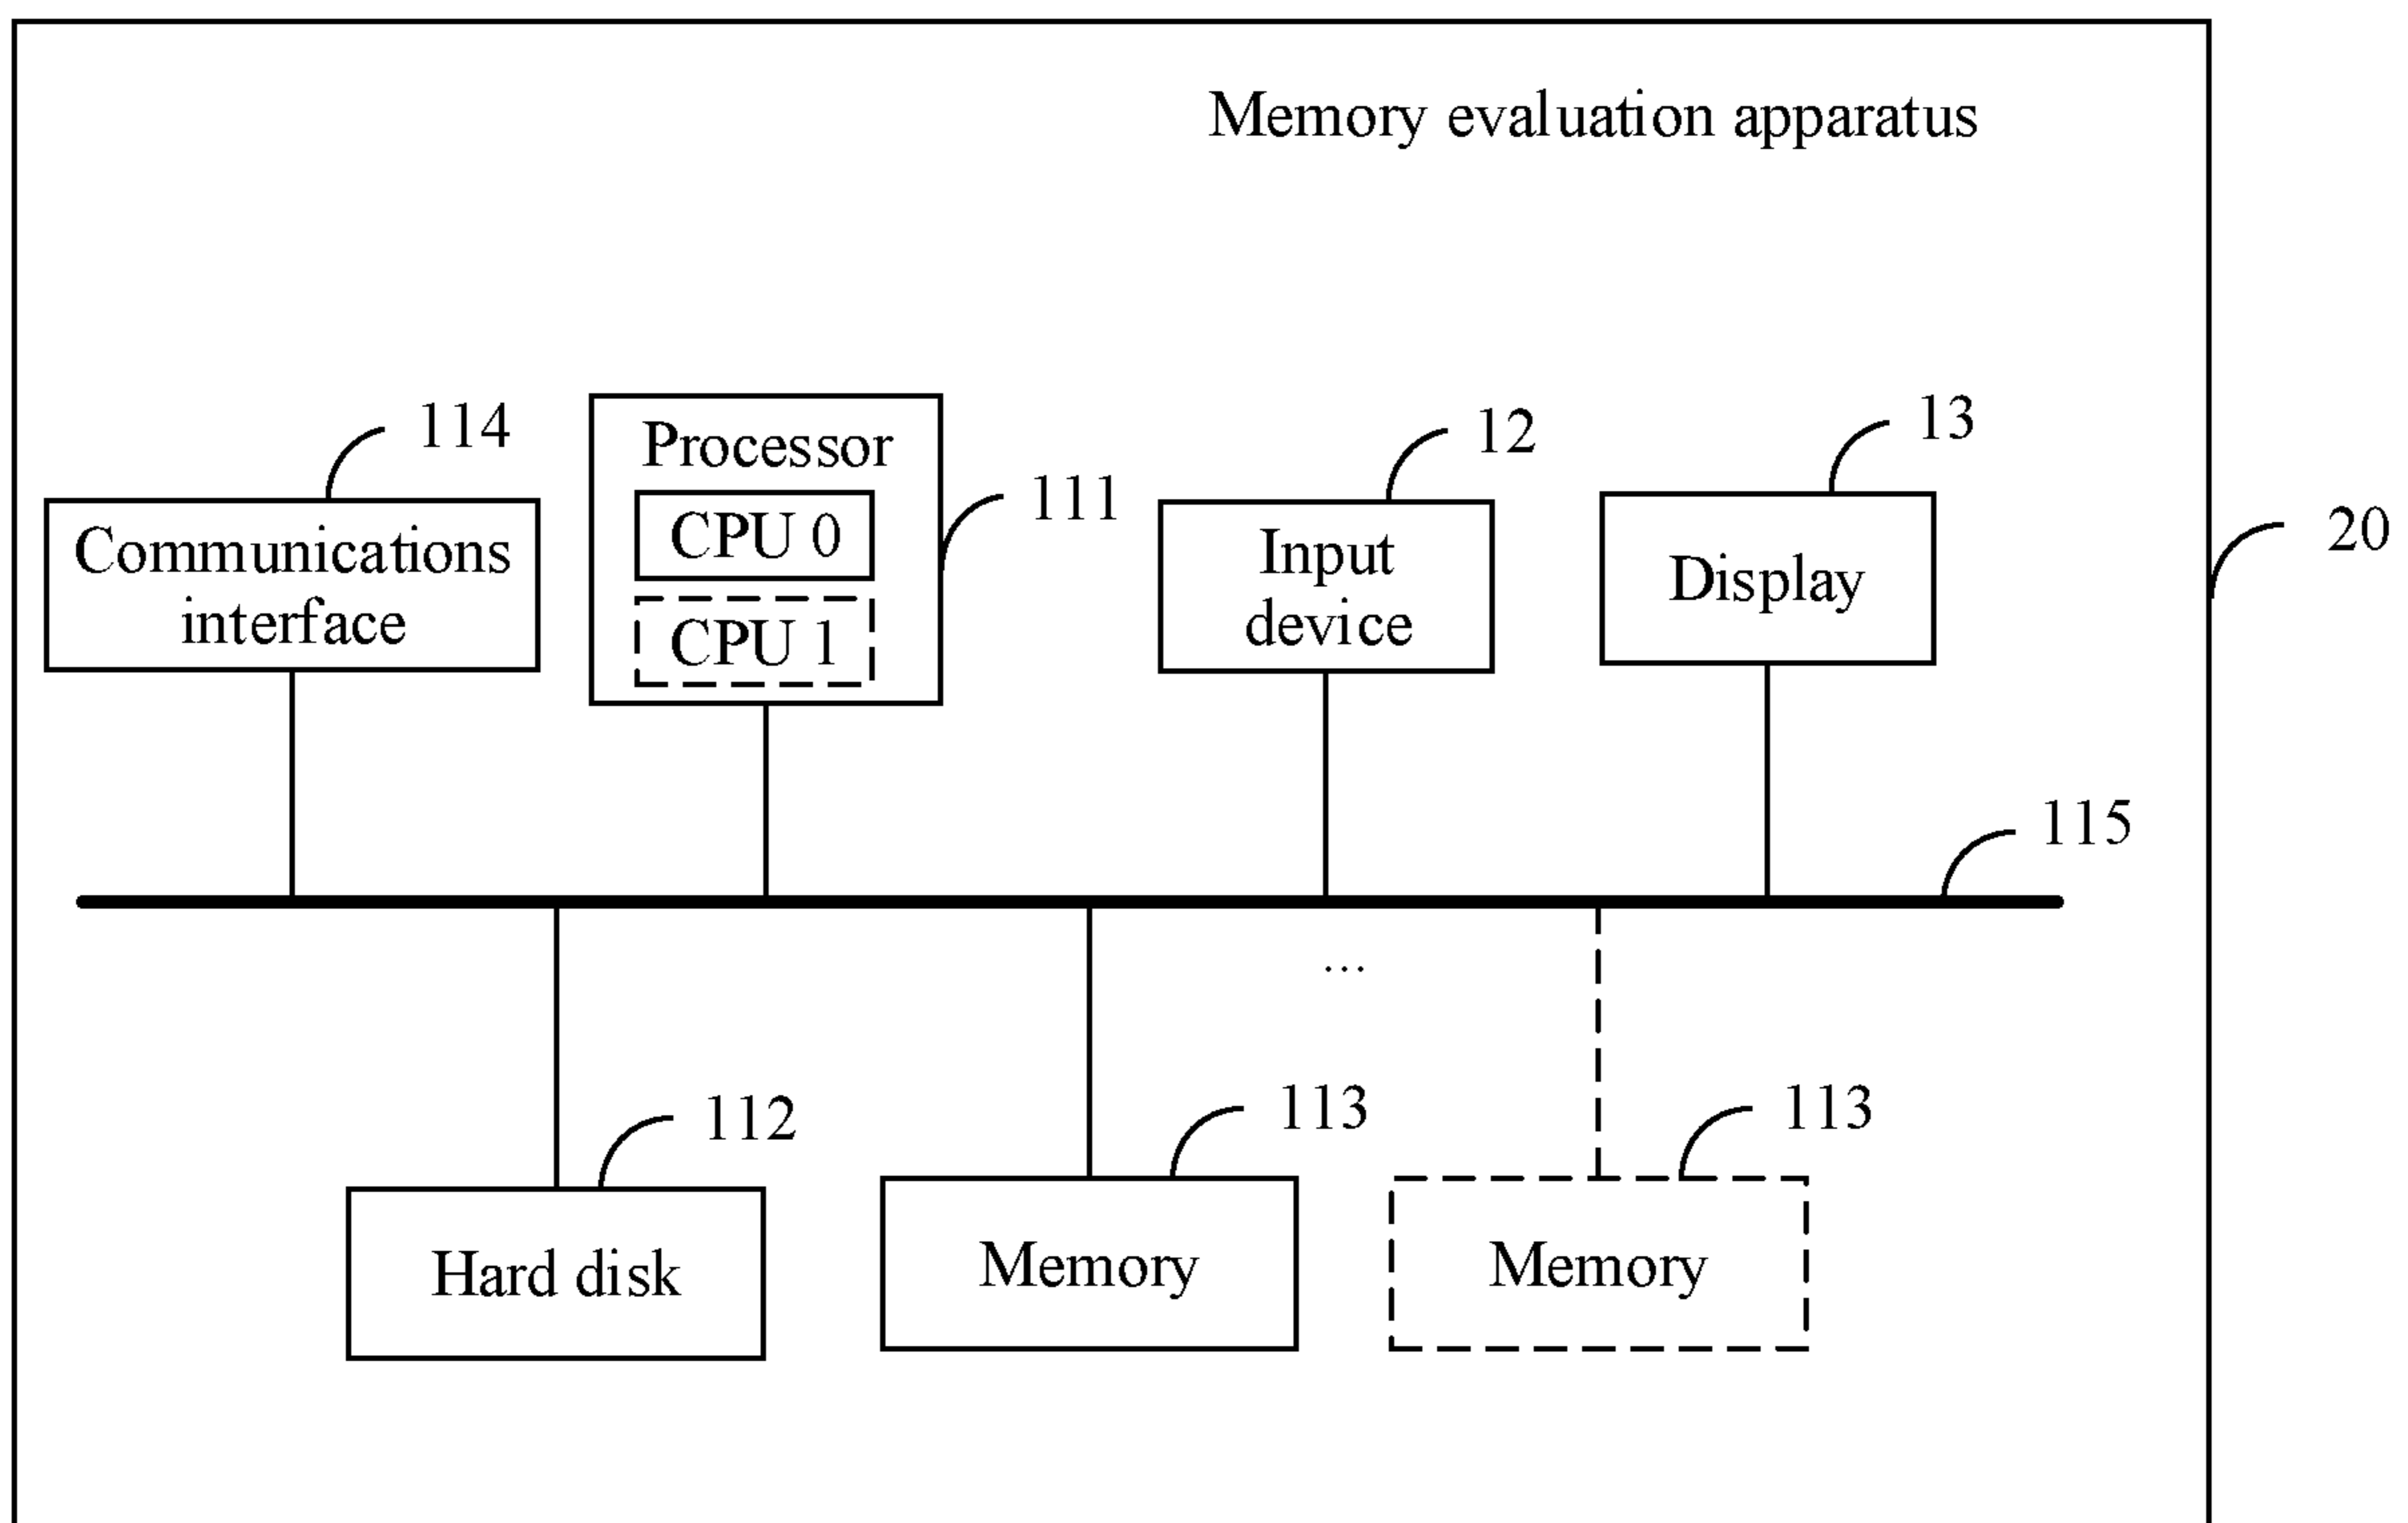 Memory evaluation apparatus
114
Processor
12
13
111
CPU 0
20
Communications
interface
Input
device
Display
CPU 1
115
...
112
113
113
Hard disk
Memory
Memory